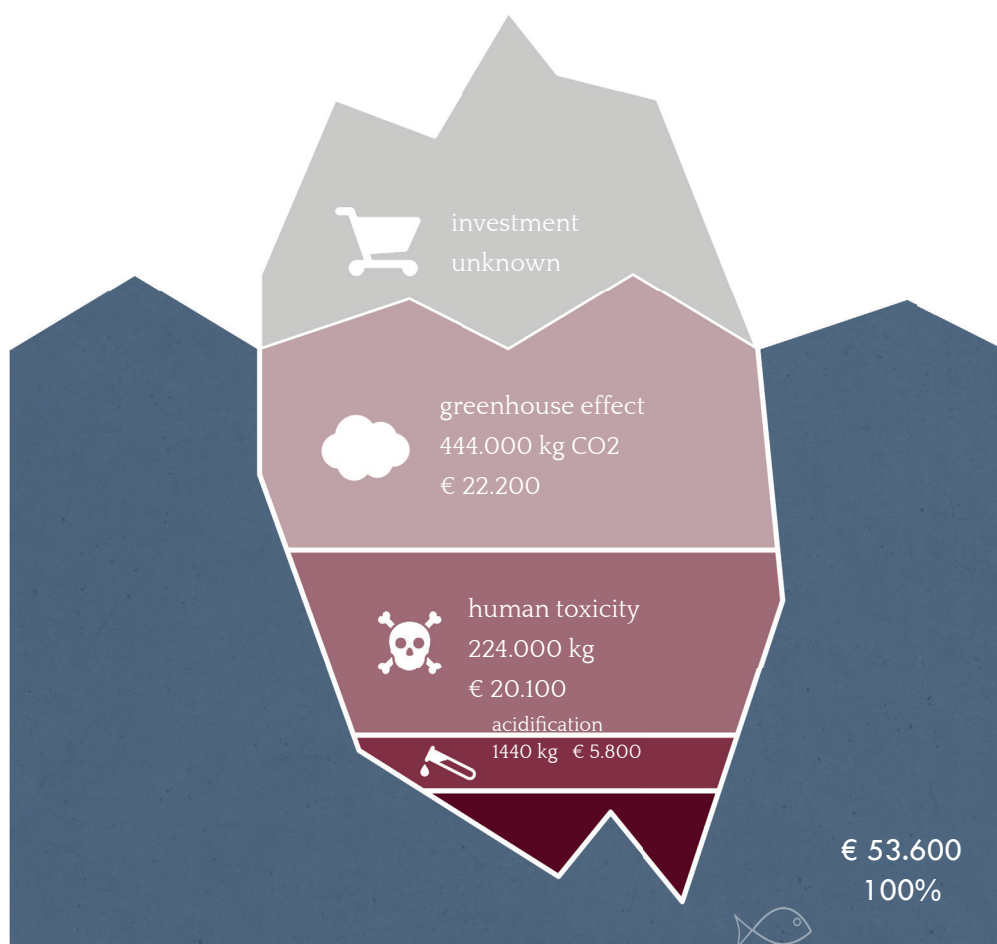 investment
unknown
greenhouse effect
444.000 kg CO2
€ 22.200
human toxicity
224.000 kg
€ 20.100
acidification
1440 kg € 5.800
€ 53.600
100%